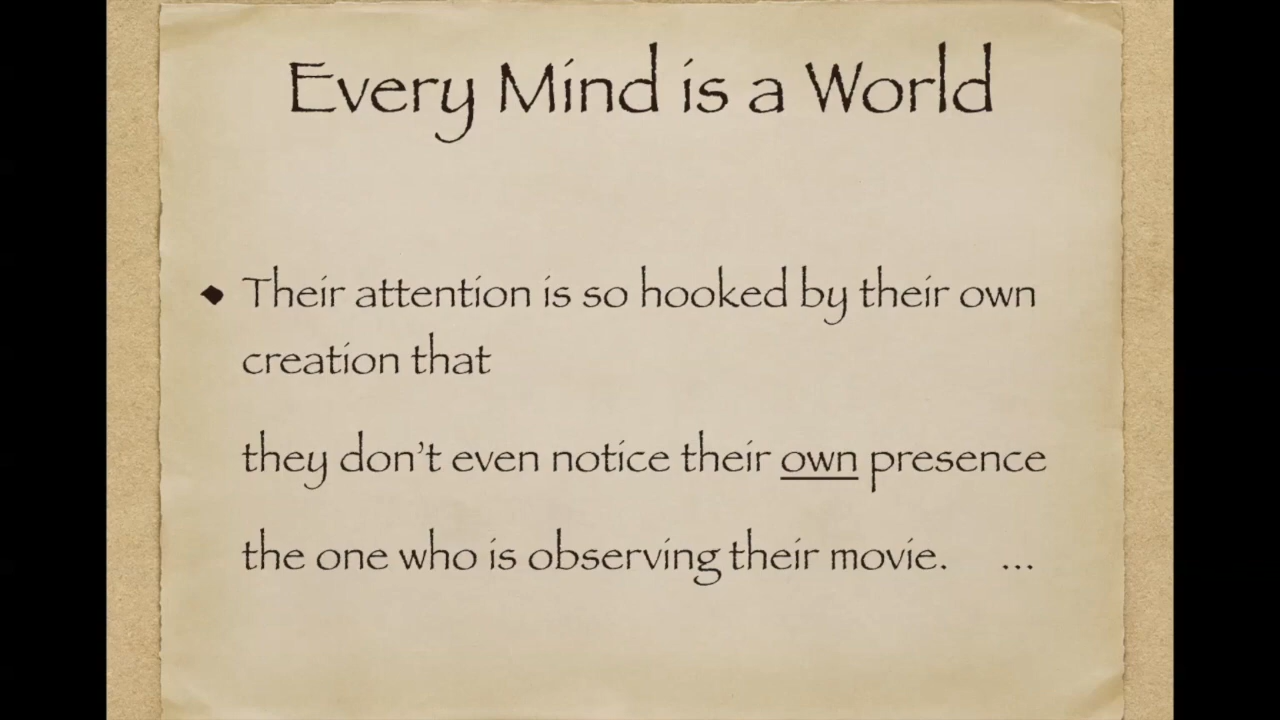 Every Mind is a World
◆ Their attention is so hooked by their own
creation that
they don't even notice their own presence
the one who is observing their movie. ...